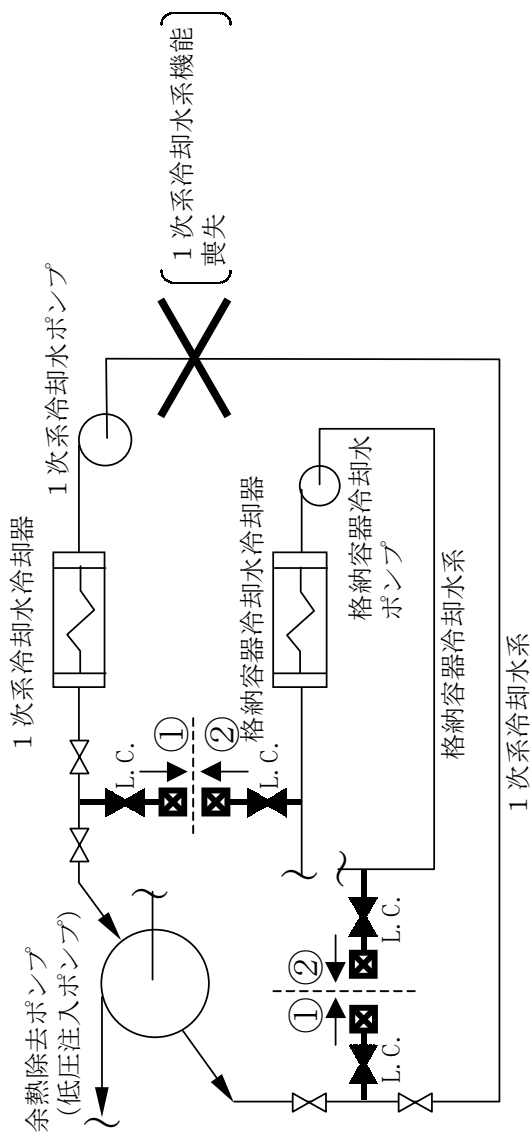 余熱除去ポンプ
(低圧注入ポンプ)
1次系冷却水冷却器
1次系冷却水ポンプ
1次系冷却水系機能
喪失
L.C.
①
②
L.C.
格納容器冷却水冷却器
格納容器冷却水
ポンプ
①
②
L.C.
L.C.
格納容器冷却水系
1次系冷却水系